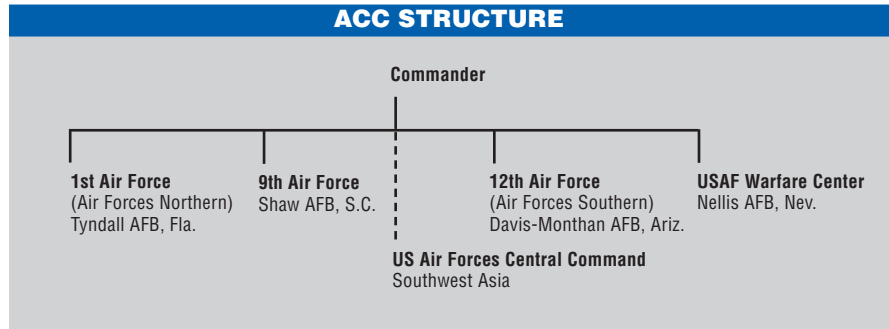 ACC STRUCTURE
Commander
1st Air Force
(Air Forces Northern)
Tyndall AFB, Fla.
9th Air Force
Shaw AFB, S.C.
12th Air Force
(Air Forces Southern)
Davis-Monthan AFB, Ariz.
USAF Warfare Center
Nellis AFB, Nev.
US Air Forces Central Command
Southwest Asia